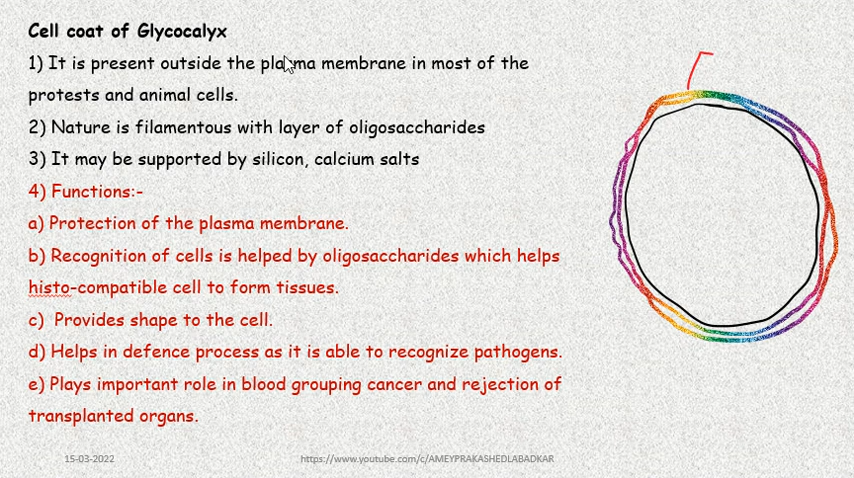 Cell coat of Glycocalyx
1) It is present outside the plasma membrane in most of the
protests and animal cells.
2) Nature is filamentous with layer of oligosaccharides
3) It may be supported by silicon, calcium salts
4) Functions:-
a) Protection of the plasma membrane.
b) Recognition of cells is helped by oligosaccharides which helps
histo-compatible cell to form tissues.
c) Provides shape to the cell.
d) Helps in defence process as it is able to recognize pathogens.
e) Plays important role in blood grouping cancer and rejection of
transplanted organs.
15-03-2022
https://www.youtube.com/c/AMEYPRAKASHEDLABADKAR